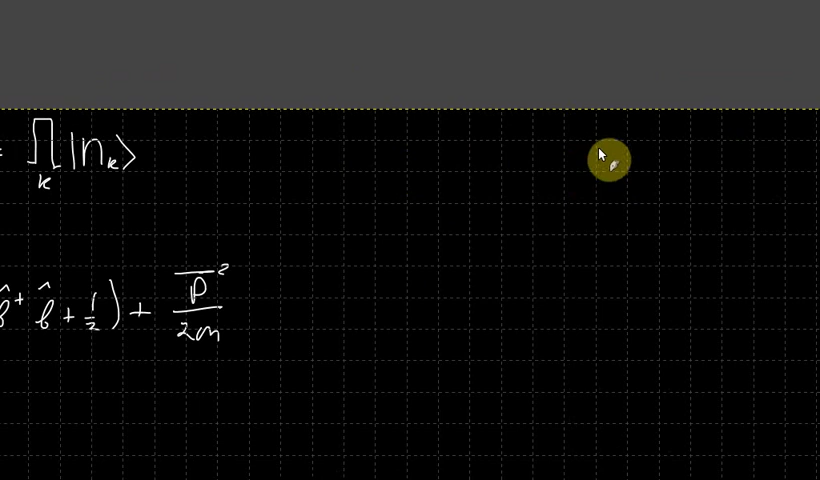 = ∏_k |n_k⟩
b̂⁺ b̂ + 1/2) + P̅²/2m